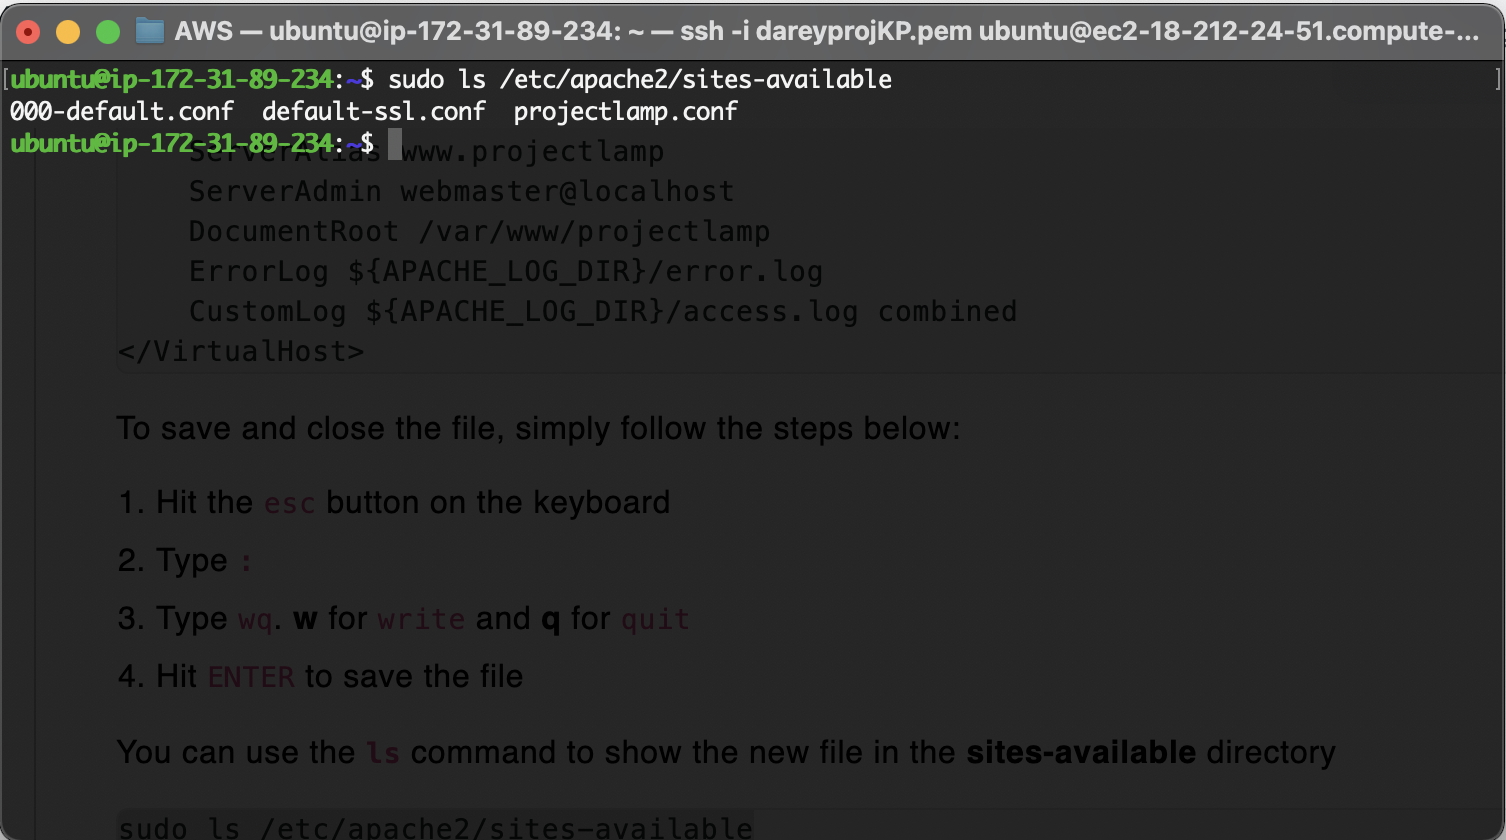 AWS — ubuntu@ip-172-31-89-234: ~ — ssh -i dareyprojKP.pem ubuntu@ec2-18-212-24-51.compute-...
[ubuntu@ip-172-31-89-234:~$ sudo ls /etc/apache2/sites-available ]
000-default.conf  default-ssl.conf  projectlamp.conf
ubuntu@ip-172-31-89-234:~$
ServerAlias www.projectlamp
ServerAdmin webmaster@localhost
DocumentRoot /var/www/projectlamp
ErrorLog ${APACHE_LOG_DIR}/error.log
CustomLog ${APACHE_LOG_DIR}/access.log combined
</VirtualHost>
To save and close the file, simply follow the steps below:
1. Hit the esc button on the keyboard
2. Type :
3. Type wq. w for write and q for quit
4. Hit ENTER to save the file
You can use the ls command to show the new file in the sites-available directory
sudo ls /etc/apache2/sites-available